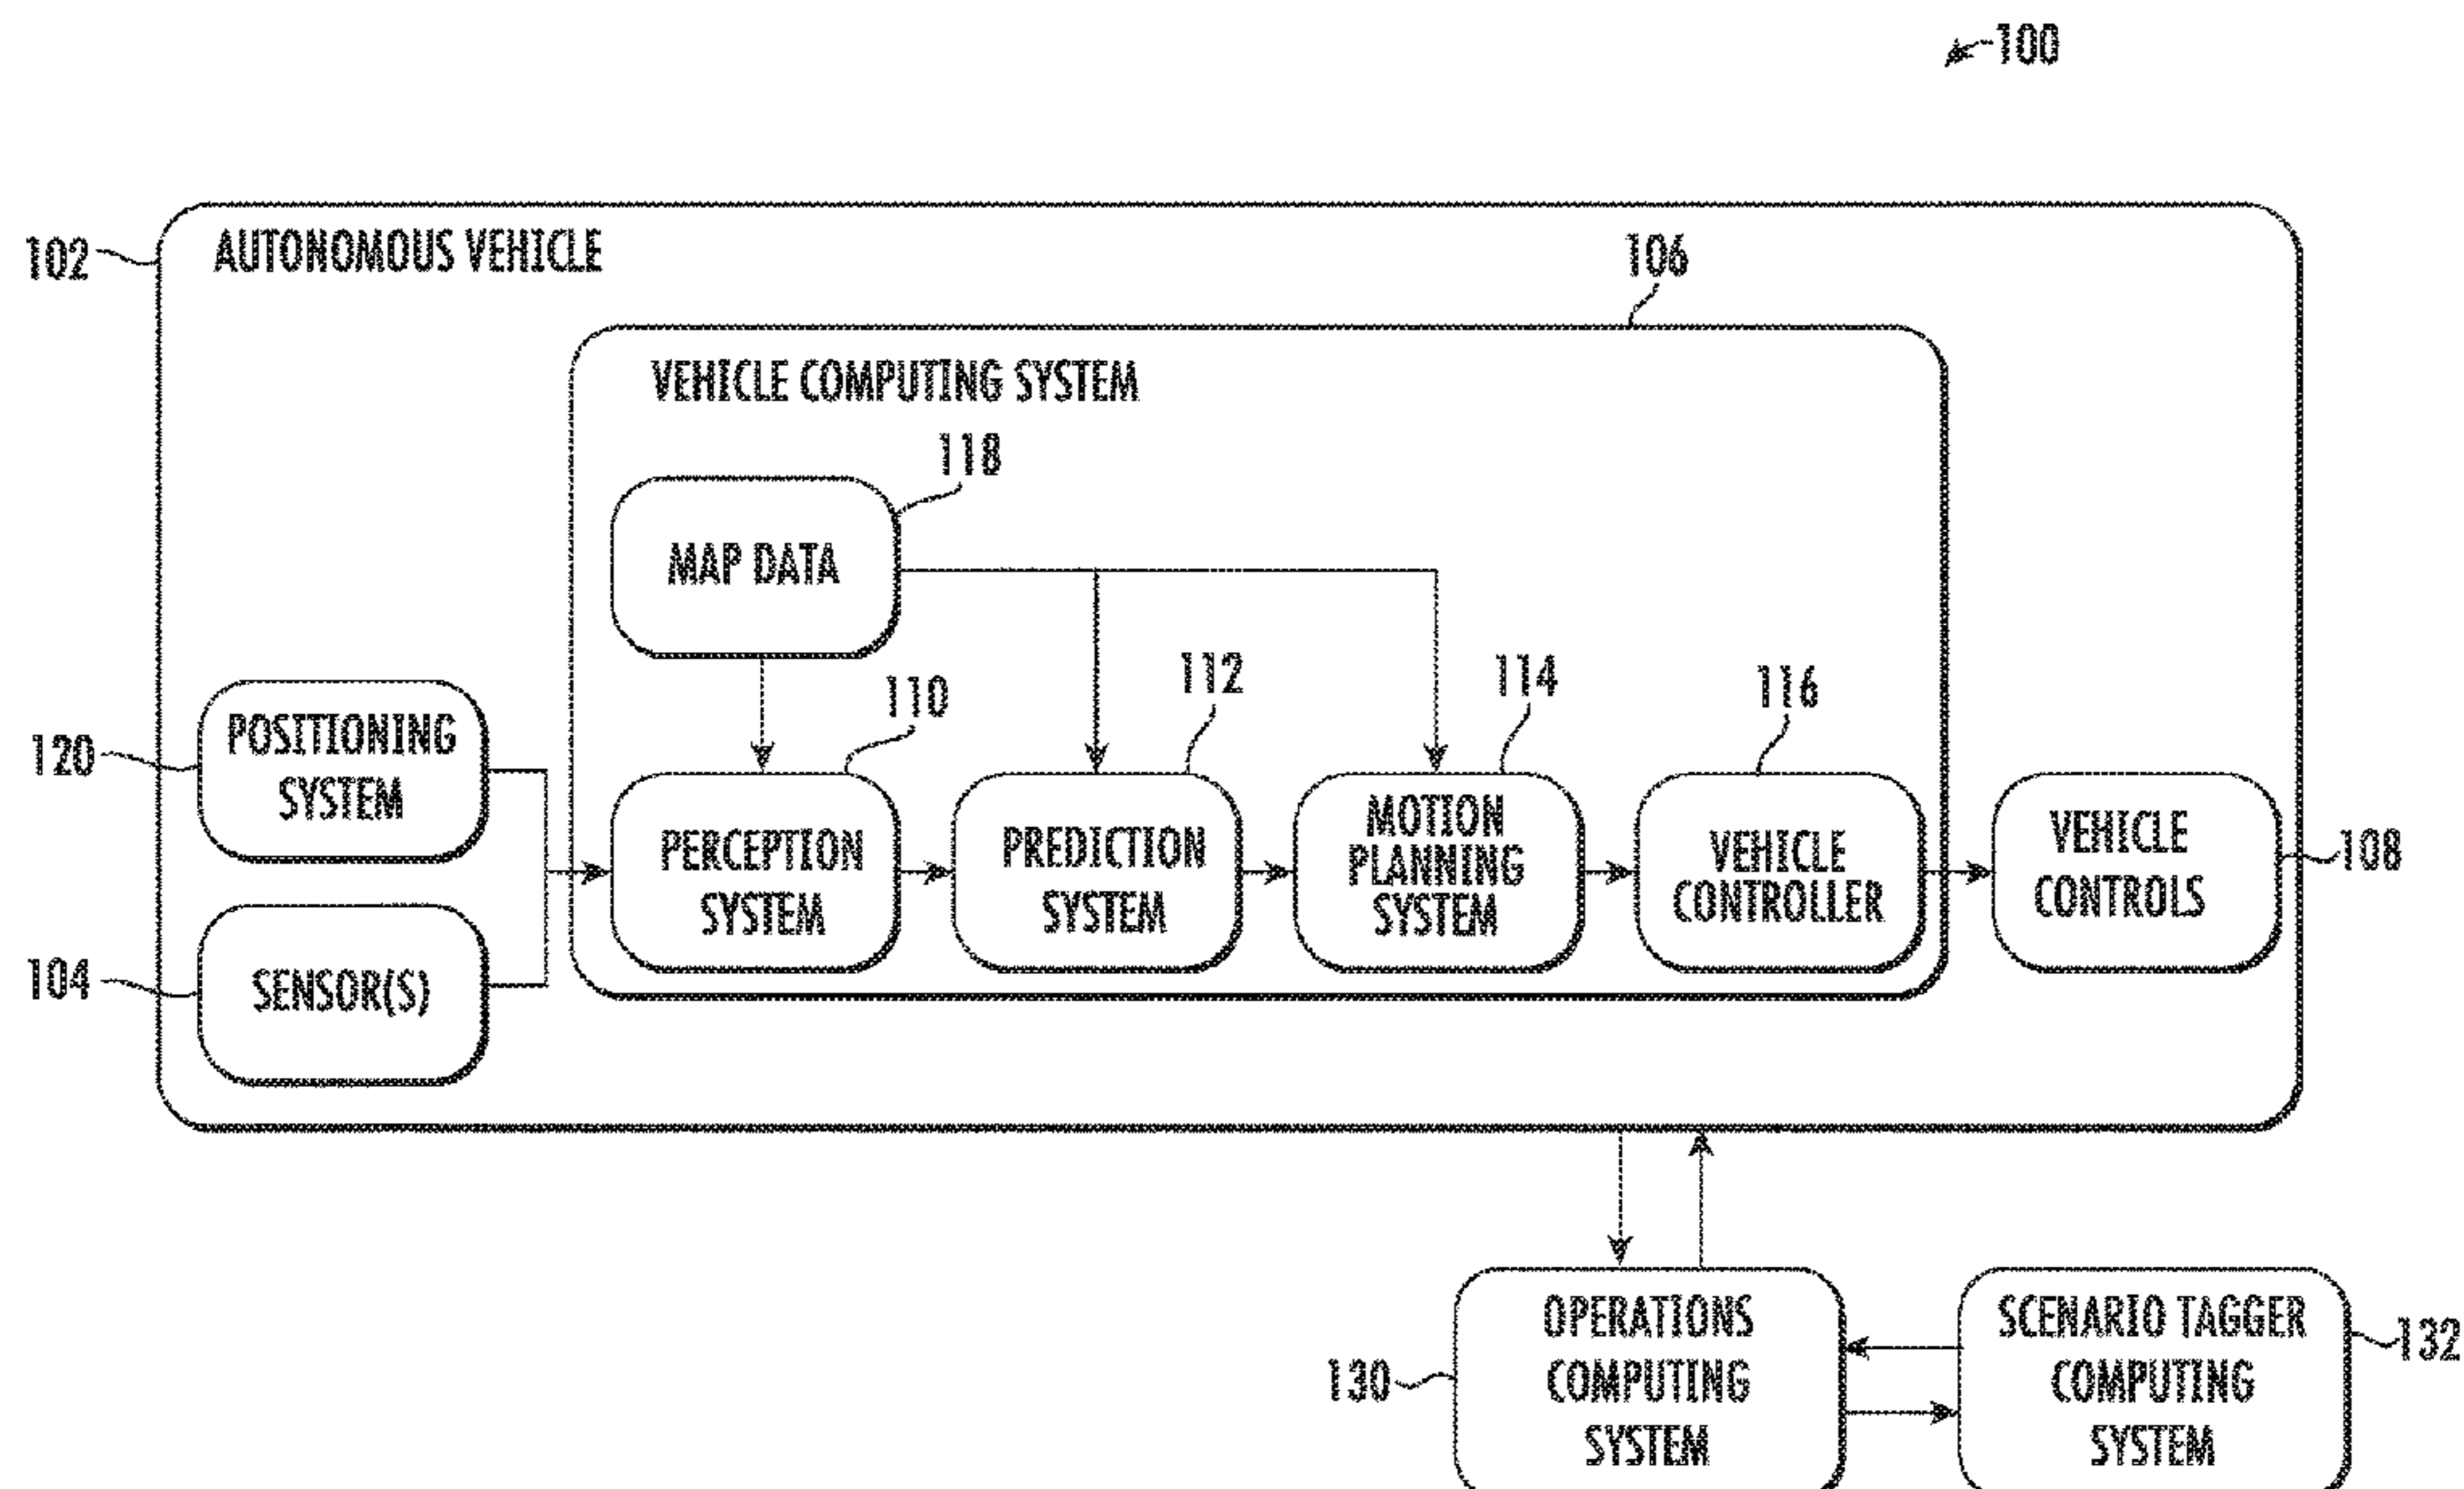 100
102
AUTONOMOUS VEHICLE
106
VEHICLE COMPUTING SYSTEM
118
MAP DATA
120
POSITIONING
SYSTEM
110
112
114
116
PERCEPTION
SYSTEM
PREDICTION
SYSTEM
MOTION
PLANNING
SYSTEM
VEHICLE
CONTROLLER
VEHICLE
CONTROLS
108
104
SENSOR(S)
130
OPERATIONS
COMPUTING
SYSTEM
SCENARIO TAGGER
COMPUTING
SYSTEM
132